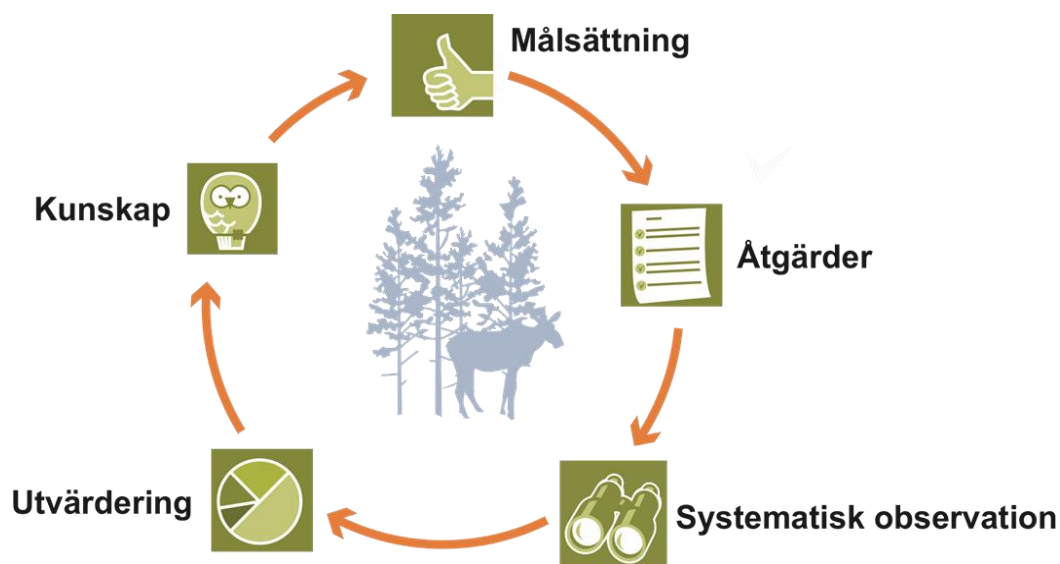 Målsättning
Åtgärder
Systematisk observation
Utvärdering
Kunskap